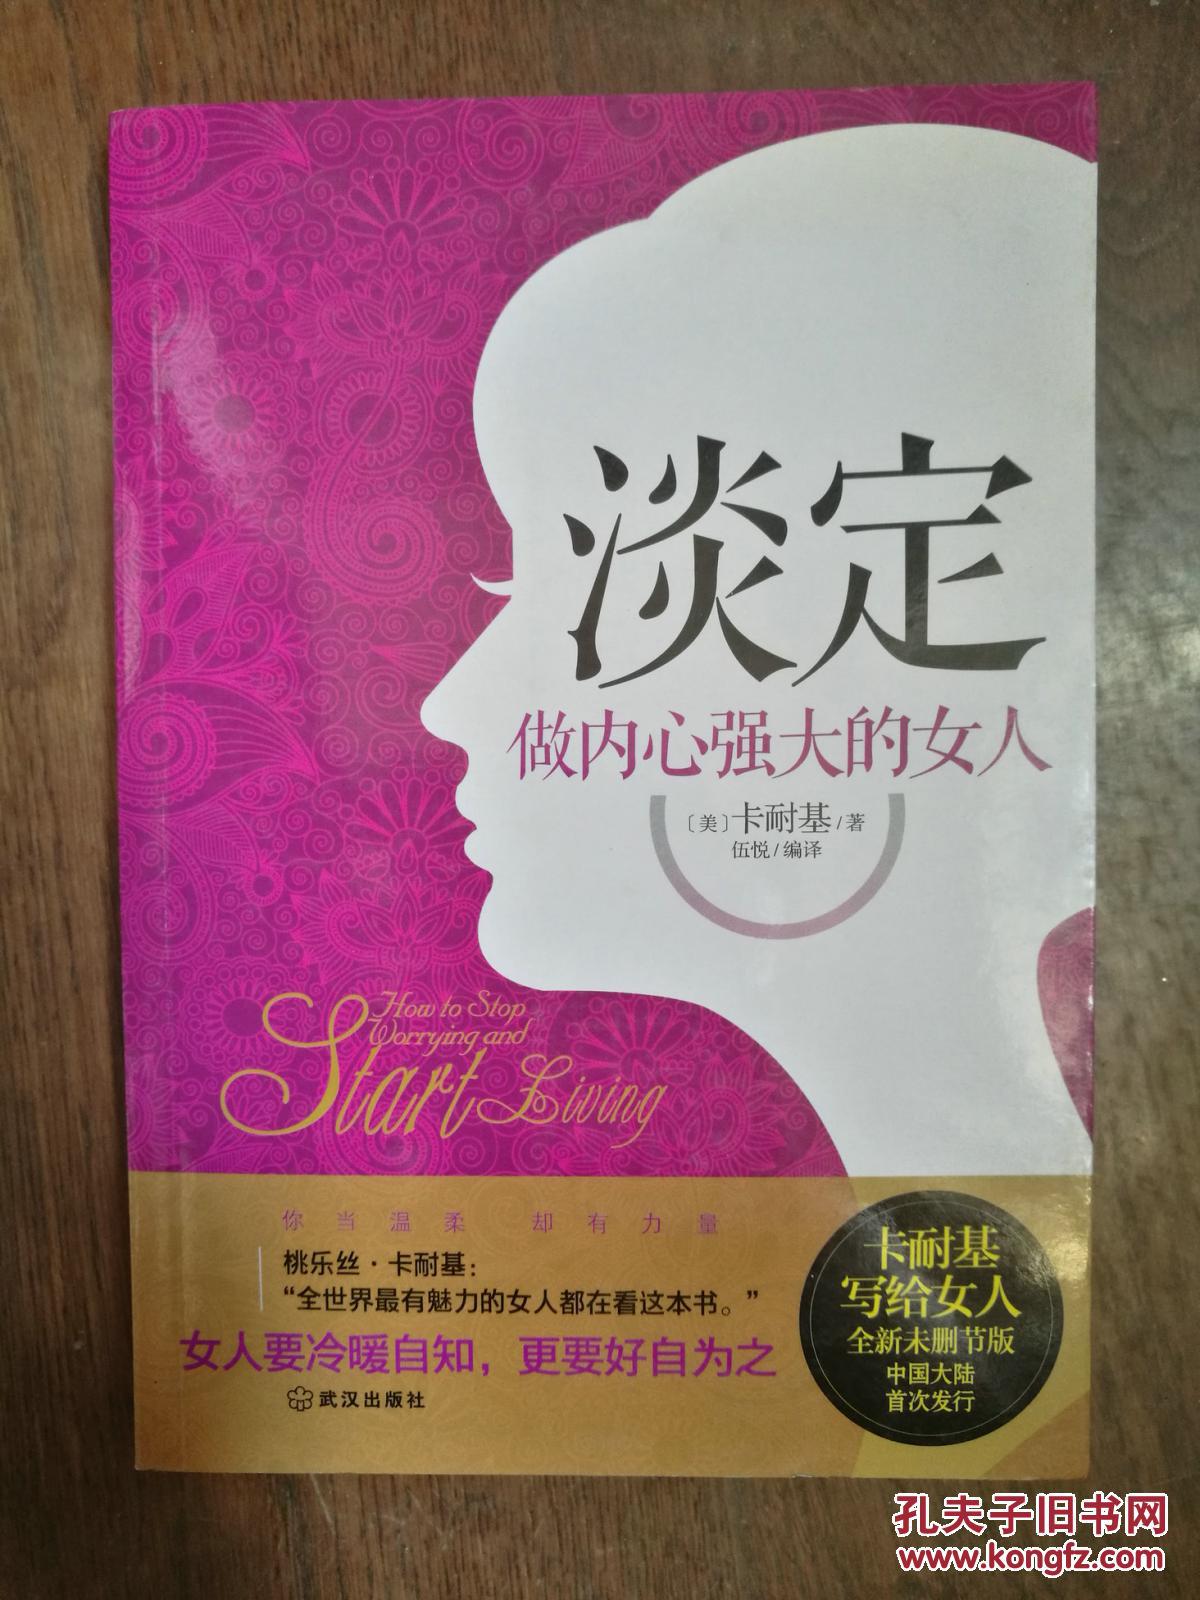 淡定
做内心强大的女人
〔美〕卡耐基/著
伍悦/编译
How to Stop
Worrying and
Start Living
你当温柔 却有力量
桃乐丝·卡耐基：
“全世界最有魅力的女人都在看这本书。”
女人要冷暖自知，更要好自为之
武汉出版社
卡耐基
写给女人
全新未删节版
中国大陆
首次发行
孔夫子旧书网
www.kongfz.com